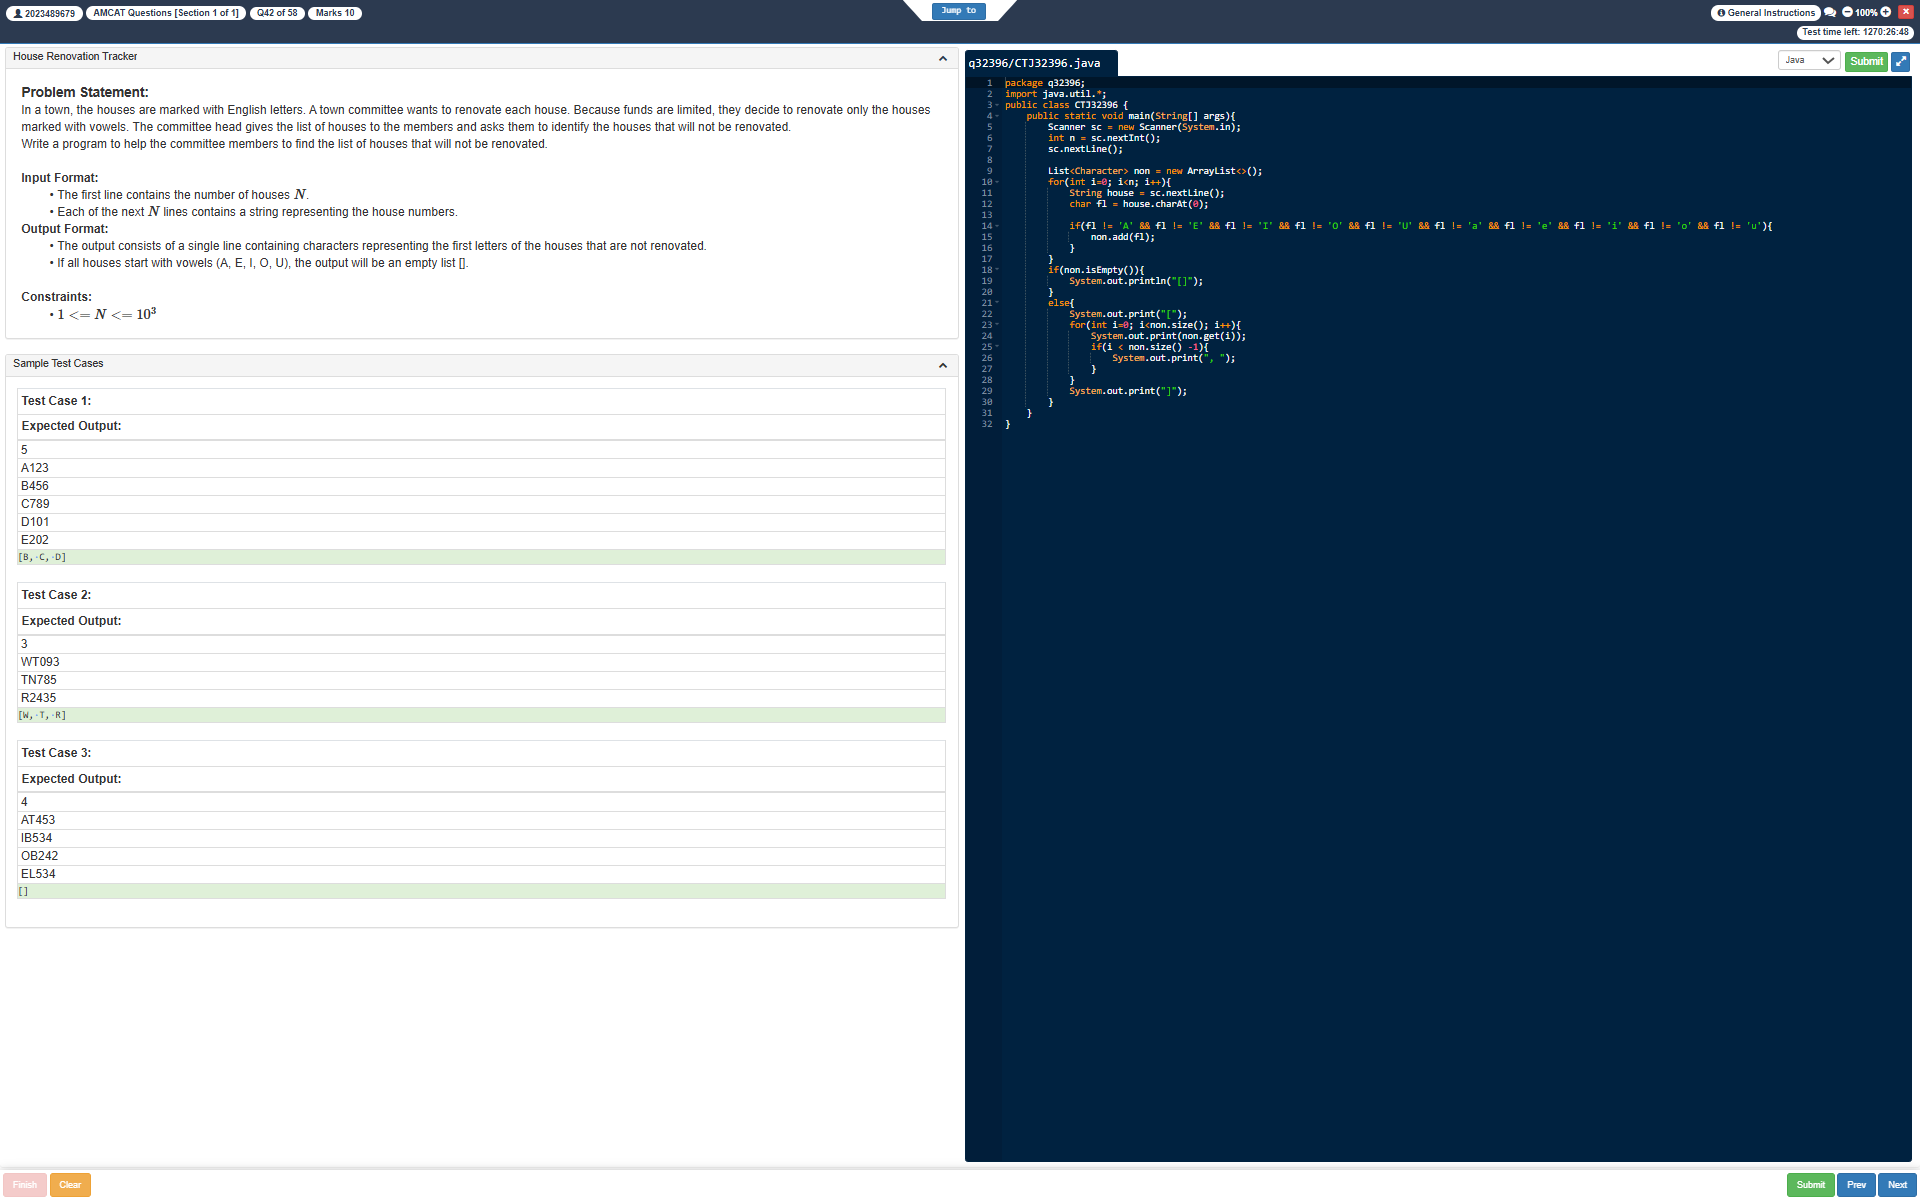 2023489679 AMCAT Questions [Section 1 of 1] Q42 of 58 Marks 10
Jump to
General Instructions 100%
Test time left: 1270:26:48
House Renovation Tracker
Problem Statement:
In a town, the houses are marked with English letters. A town committee wants to renovate each house. Because funds are limited, they decide to renovate only the houses
marked with vowels. The committee head gives the list of houses to the members and asks them to identify the houses that will not be renovated.
Write a program to help the committee members to find the list of houses that will not be renovated.
Input Format:
• The first line contains the number of houses N.
• Each of the next N lines contains a string representing the house numbers.
Output Format:
• The output consists of a single line containing characters representing the first letters of the houses that are not renovated.
• If all houses start with vowels (A, E, I, O, U), the output will be an empty list [].
Constraints:
• 1 <= N <= 10³
Sample Test Cases
Test Case 1:
Expected Output:
5
A123
B456
C789
D101
E202
[B,·C,·D]
Test Case 2:
Expected Output:
3
WT093
TN785
R2435
[W,·T,·R]
Test Case 3:
Expected Output:
4
AT453
IB534
OB242
EL534
[]
q32396/CTJ32396.java
Java
Submit
1 package q32396;
2 import java.util.*;
3 public class CTJ32396 {
4 public static void main(String[] args){
5 Scanner sc = new Scanner(System.in);
6 int n = sc.nextInt();
7 sc.nextLine();
8
9 List<Character> non = new ArrayList<>();
10 for(int i=0; i<n; i++){
11 String house = sc.nextLine();
12 char fl = house.charAt(0);
13
14 if(fl != 'A' && fl != 'E' && fl != 'I' && fl != 'O' && fl != 'U' && fl != 'a' && fl != 'e' && fl != 'i' && fl != 'o' && fl != 'u'){
15 non.add(fl);
16 }
17 }
18 if(non.isEmpty()){
19 System.out.println("[]");
20 }
21 else{
22 System.out.print("[");
23 for(int i=0; i<non.size(); i++){
24 System.out.print(non.get(i));
25 if(i < non.size() -1){
26 System.out.print(", ");
27 }
28 }
29 System.out.print("]");
30 }
31 }
32 }
Finish Clear
Submit Prev Next